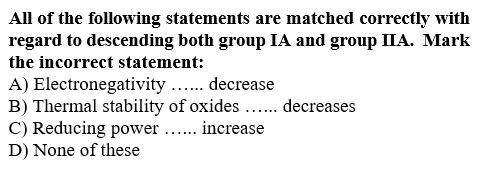 All of the following statements are matched correctly with
regard to descending both group IA and group IIA. Mark
the incorrect statement:
A) Electronegativity …... decrease
B) Thermal stability of oxides …... decreases
C) Reducing power …... increase
D) None of these